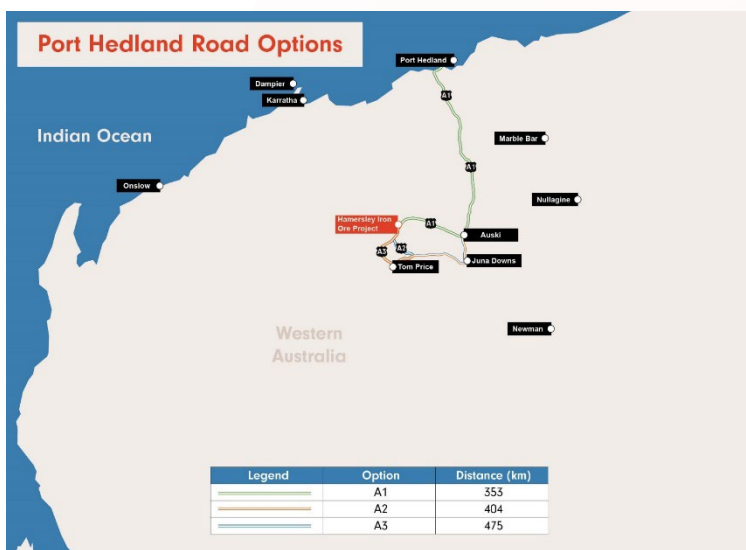 Port Hedland Road Options
Port Hedland
Dampier
Karratha
A1
Indian Ocean
Marble Bar
A1
Onslow
Nullagine
Hamersley Iron
Ore Project
A1
Auski
A3
A2
Tom Price
Juna Downs
Newman
Western
Australia
Legend Option Distance (km)
A1 353
A2 404
A3 475